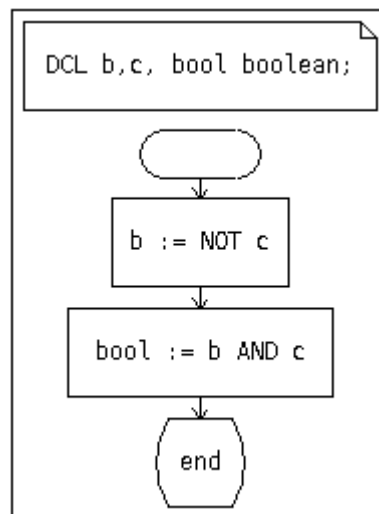 DCL b,c, bool boolean;
b := NOT c
bool := b AND c
end